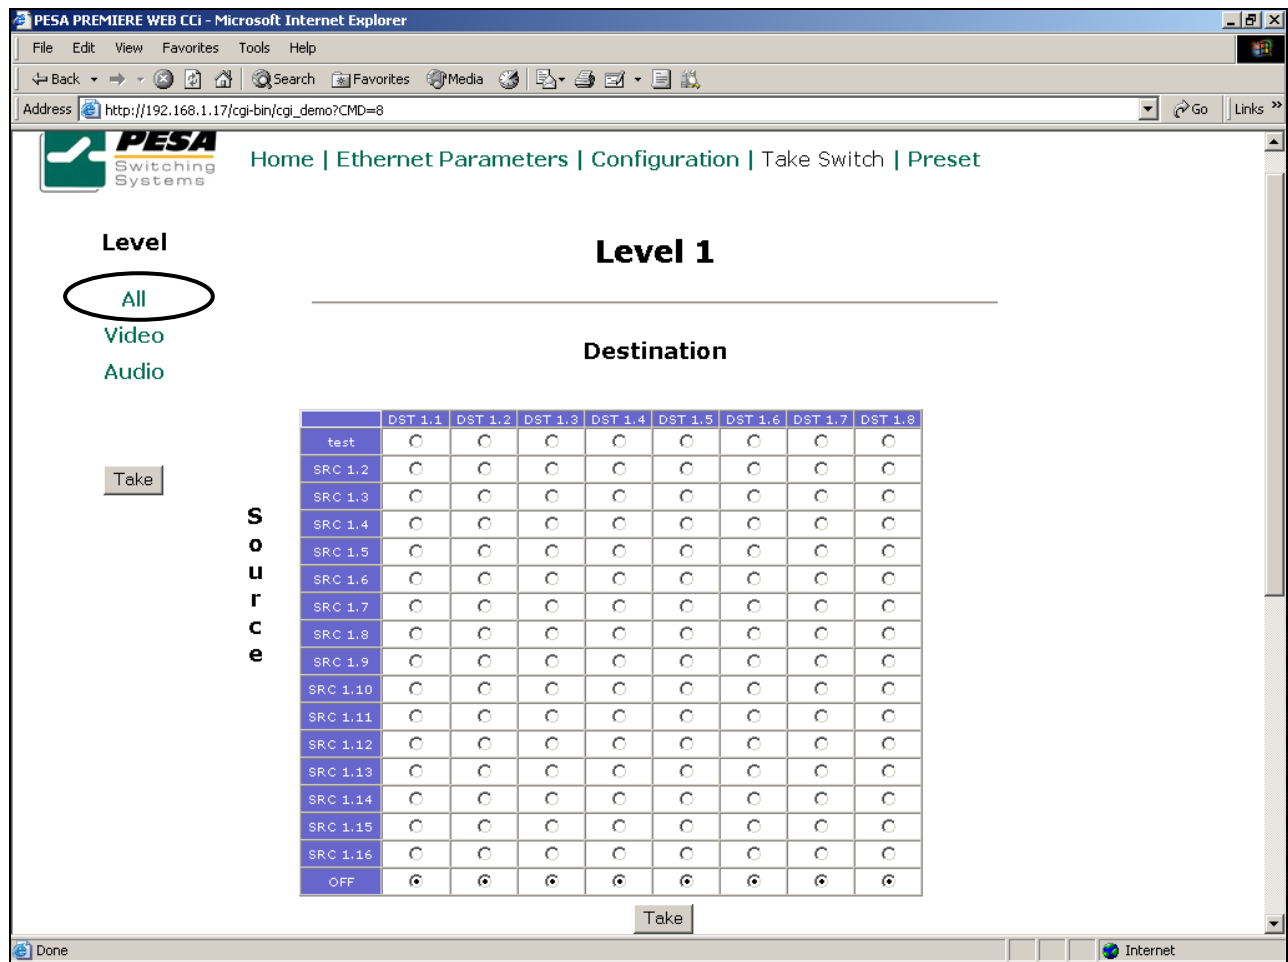 PESA PREMIERE WEB CCi - Microsoft Internet Explorer
File Edit View Favorites Tools Help
Back Search Favorites Media
Address http://192.168.1.17/cgi-bin/cgi_demo?CMD=8 Go Links »
PESA
Switching
Systems
Home | Ethernet Parameters | Configuration | Take Switch | Preset
Level
All
Video
Audio
Take
Level 1
Destination
Source
DST 1.1 DST 1.2 DST 1.3 DST 1.4 DST 1.5 DST 1.6 DST 1.7 DST 1.8
test
SRC 1.2
SRC 1.3
SRC 1.4
SRC 1.5
SRC 1.6
SRC 1.7
SRC 1.8
SRC 1.9
SRC 1.10
SRC 1.11
SRC 1.12
SRC 1.13
SRC 1.14
SRC 1.15
SRC 1.16
OFF
Take
Done Internet